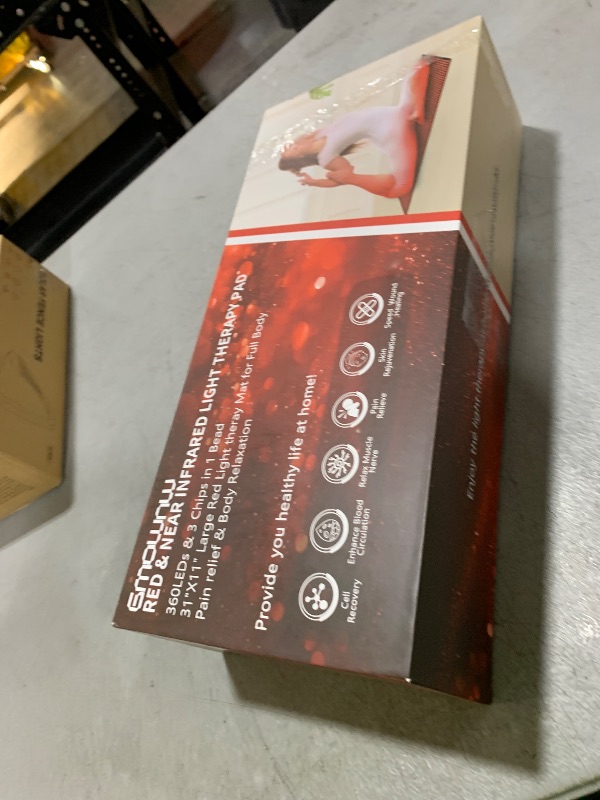 Gmownw
RED & NEAR INFRARED LIGHT THERAPY PAD
360LEDs & 3 Chips in 1 Bead
31"X11" Large Red Light theray Mat for Full Body
Pain relief & Body Relaxation
Provide you healthy life at home!
Cell
Recovery
Enhance Blood
Circulation
Relax Muscle
Nerve
Pain
Relieve
Skin
Rejuvenation
Speed Wound
Healing
Enjoy the light therapy